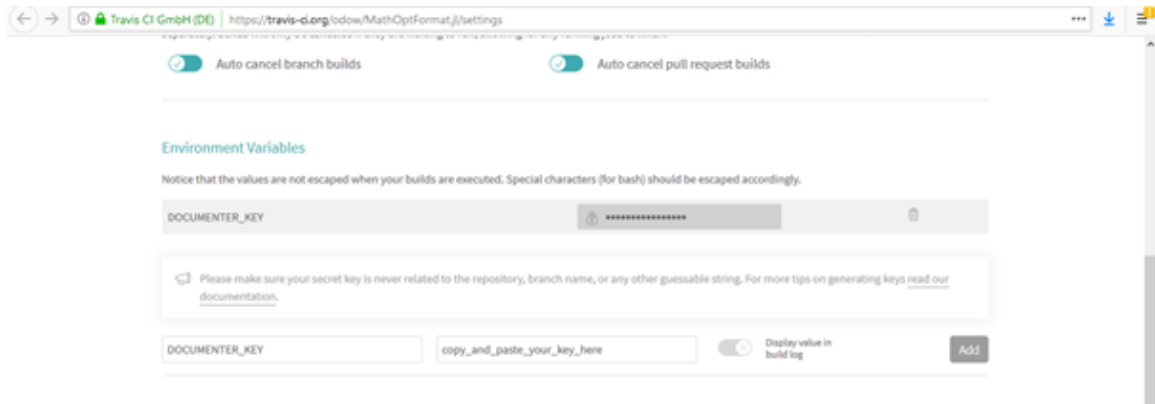 Travis CI GmbH (DE) https://travis-ci.org/odow/MathOptFormat.jl/settings
Auto cancel branch builds Auto cancel pull request builds
Environment Variables
Notice that the values are not escaped when your builds are executed. Special characters (for bash) should be escaped accordingly.
DOCUMENTER_KEY ••••••••••••••••
Please make sure your secret key is never related to the repository, branch name, or any other guessable string. For more tips on generating keys read our
documentation.
DOCUMENTER_KEY copy_and_paste_your_key_here Display value in
build log Add